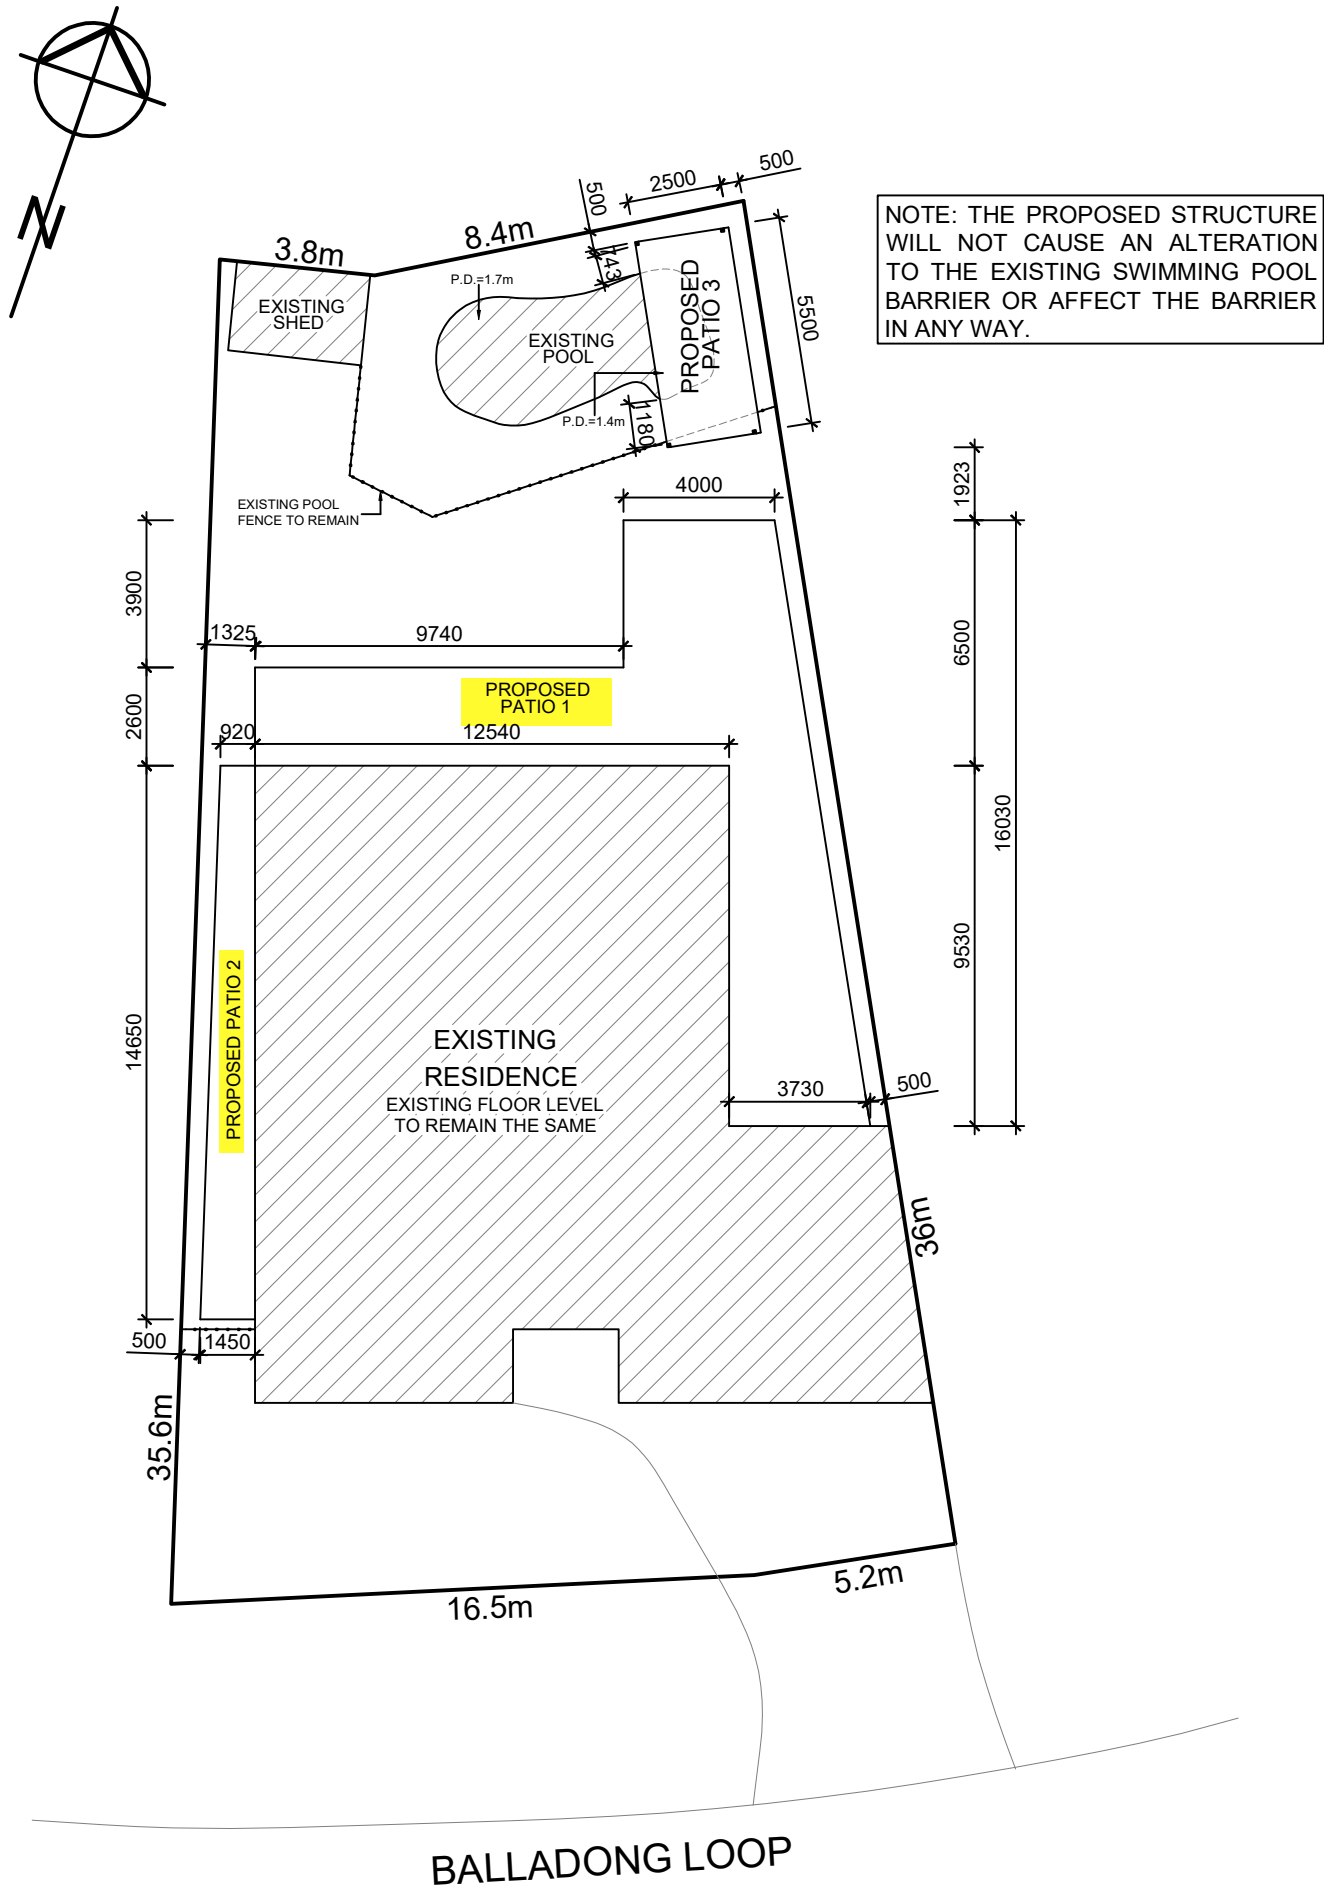 N
500
2500
500
3.8m
8.4m
NOTE: THE PROPOSED STRUCTURE
WILL NOT CAUSE AN ALTERATION
TO THE EXISTING SWIMMING POOL
BARRIER OR AFFECT THE BARRIER
IN ANY WAY.
743
P.D.=1.7m
EXISTING
SHED
EXISTING
POOL
PROPOSED
PATIO 3
5500
P.D.=1.4m
1180
EXISTING POOL
FENCE TO REMAIN
4000
1923
3900
1325
9740
6500
2600
PROPOSED
PATIO 1
920
12540
16030
9530
14650
PROPOSED PATIO 2
EXISTING
RESIDENCE
EXISTING FLOOR LEVEL
TO REMAIN THE SAME
3730
500
36m
500
1450
35.6m
16.5m
5.2m
BALLADONG LOOP